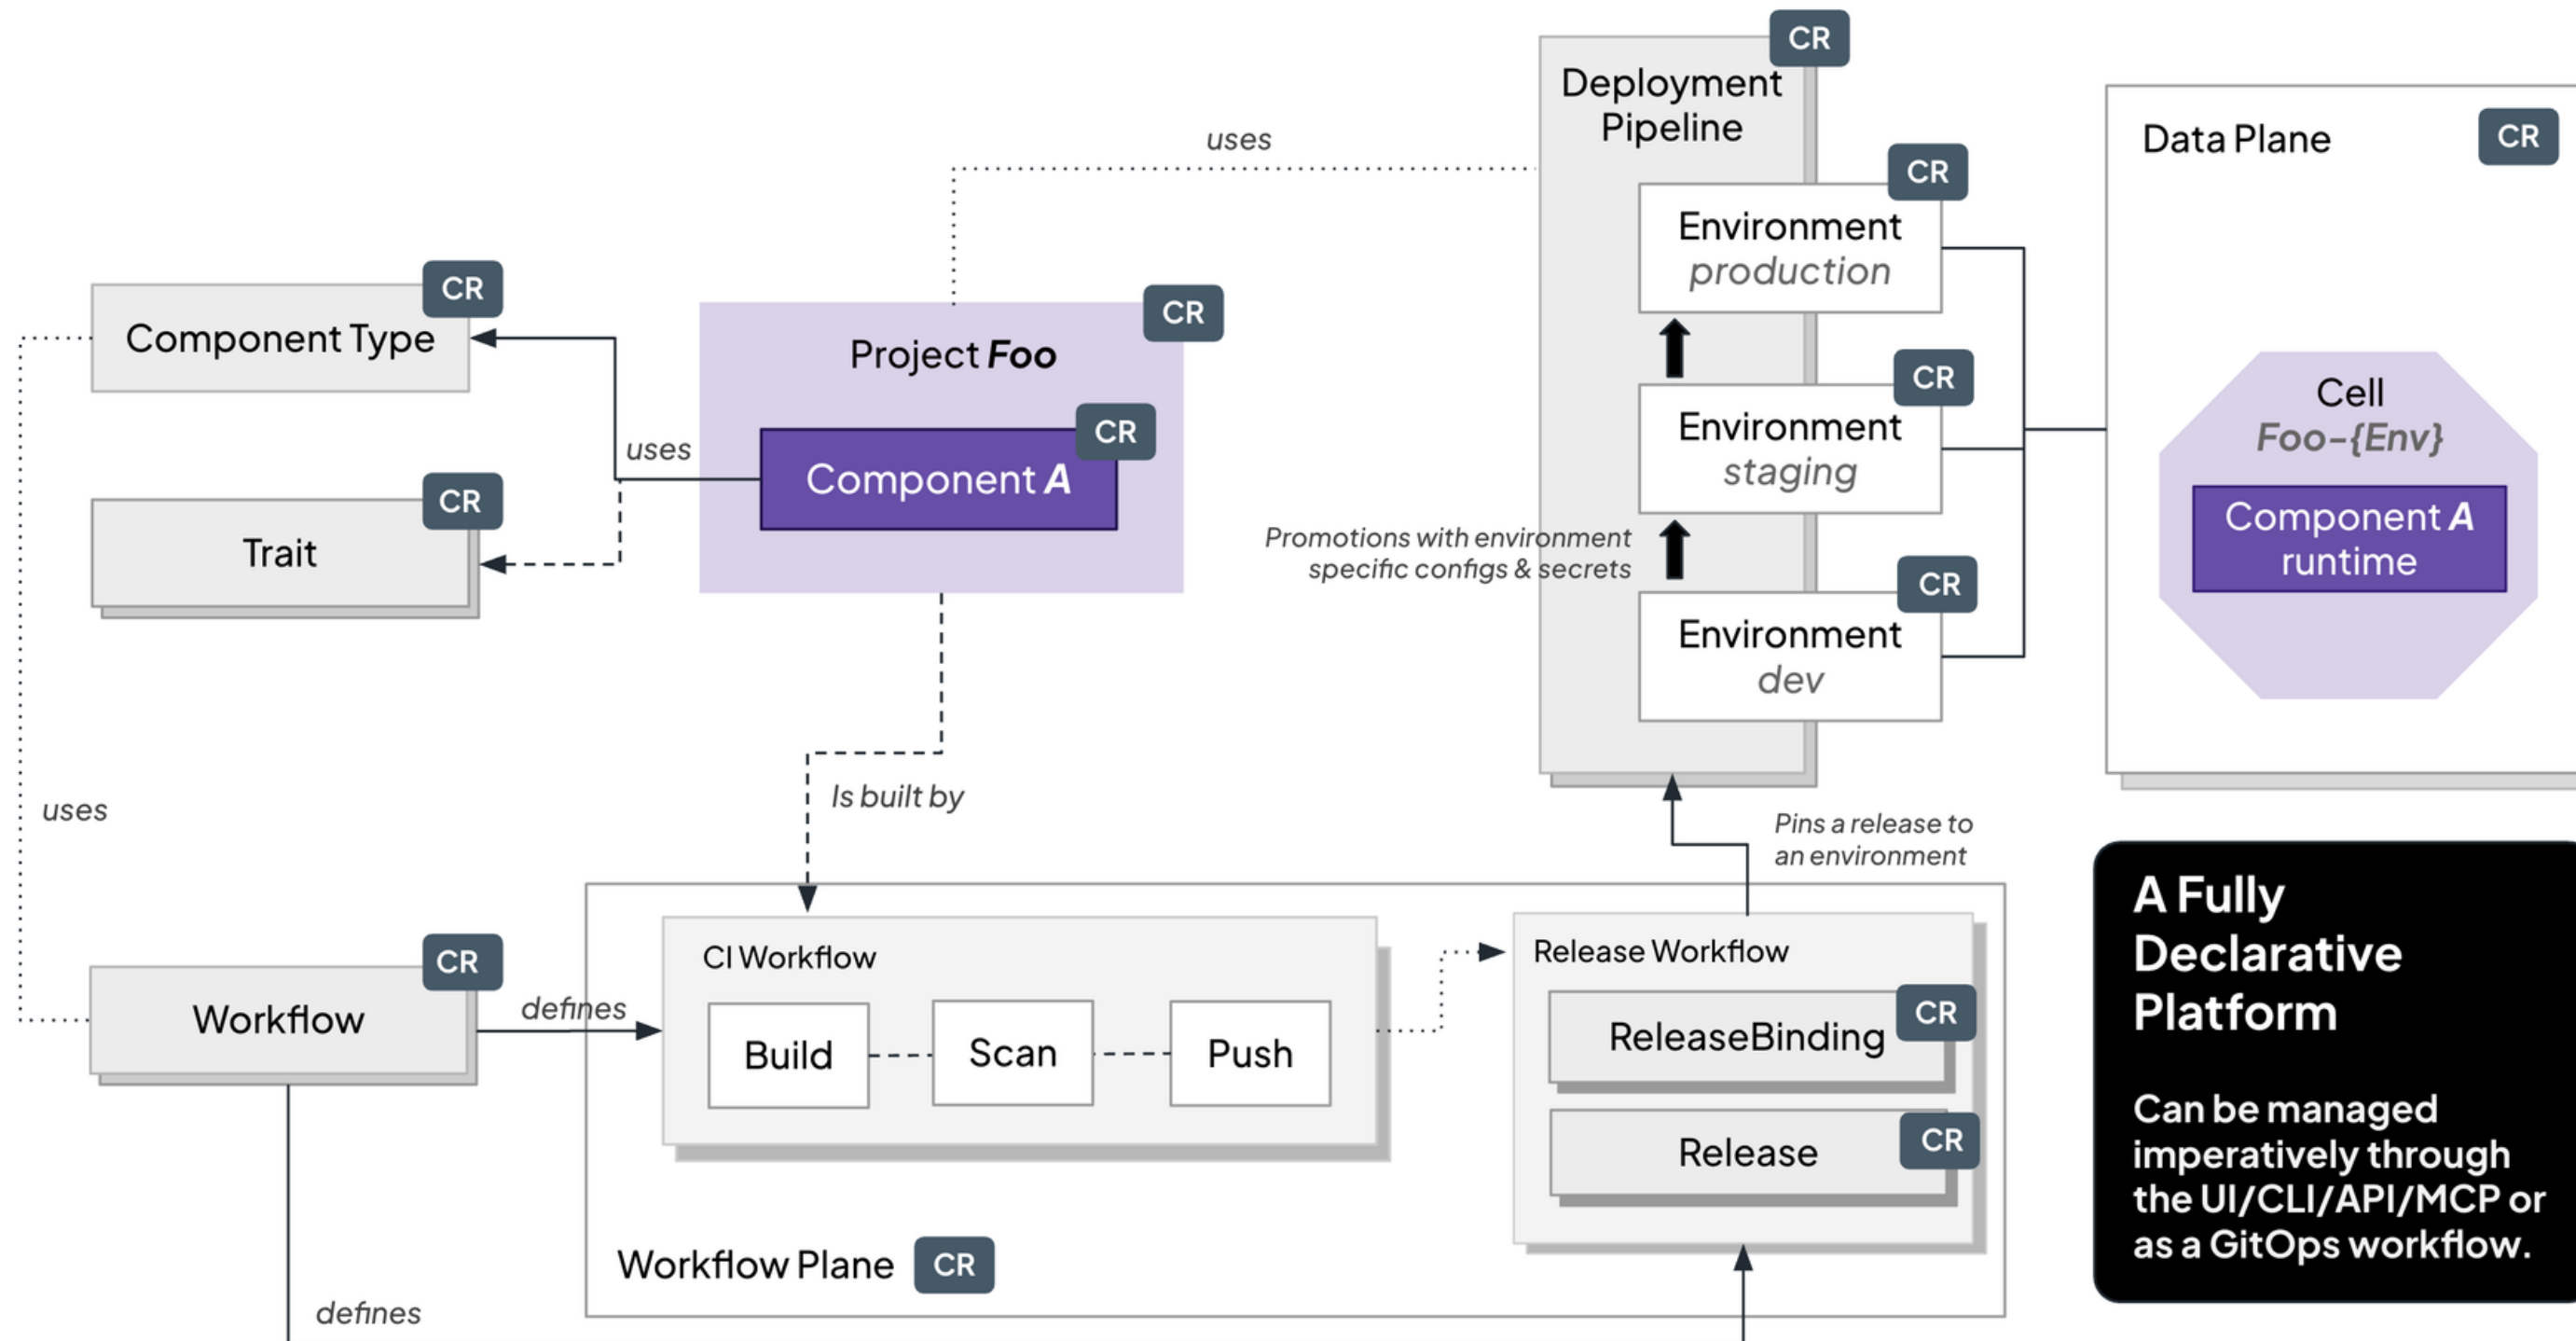 CR
Deployment
Pipeline
uses
CR
Data Plane
CR
Environment
production
CR
Component Type
CR
Project Foo
CR
Environment
staging
CR
Cell
Foo-{Env}
uses
Component A
CR
Component A
runtime
CR
Trait
Promotions with environment
specific configs & secrets
CR
Environment
dev
uses
Is built by
Pins a release to
an environment
A Fully
Declarative
Platform
Can be managed
imperatively through
the UI/CLI/API/MCP or
as a GitOps workflow.
CR
Workflow
defines
CI Workflow
Build
Scan
Push
Release Workflow
CR
ReleaseBinding
CR
Release
Workflow Plane
CR
defines